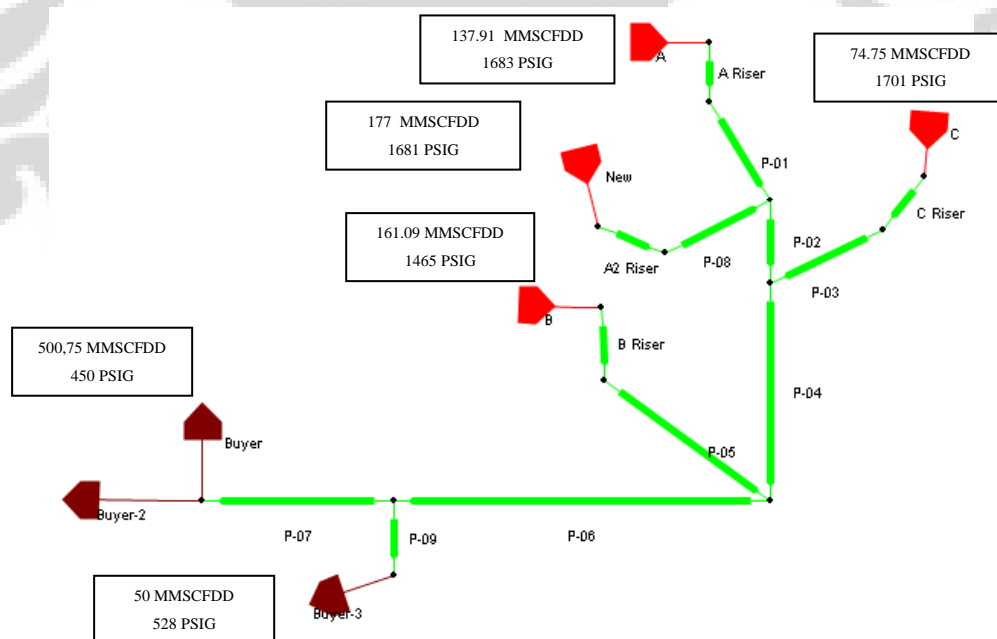 137.91 MMSCFDD
1683 PSIG
A
A Riser
74.75 MMSCFDD
1701 PSIG
C
C Riser
177 MMSCFDD
1681 PSIG
New
P-01
A2 Riser
P-08
P-02
P-03
161.09 MMSCFDD
1465 PSIG
B
B Riser
P-04
P-05
500,75 MMSCFDD
450 PSIG
Buyer
Buyer-2
P-07
P-09
P-06
50 MMSCFDD
528 PSIG
Buyer-3